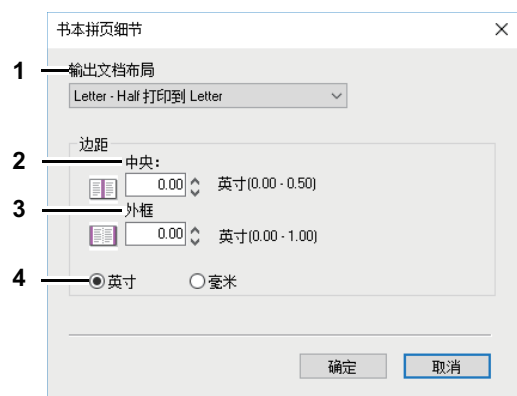 书本拼页细节
1 输出文档布局
Letter - Half 打印到 Letter
边距
2 中央:
0.00 英寸(0.00 - 0.50)
3 外框
0.00 英寸(0.00 - 1.00)
4 英寸 毫米
确定 取消